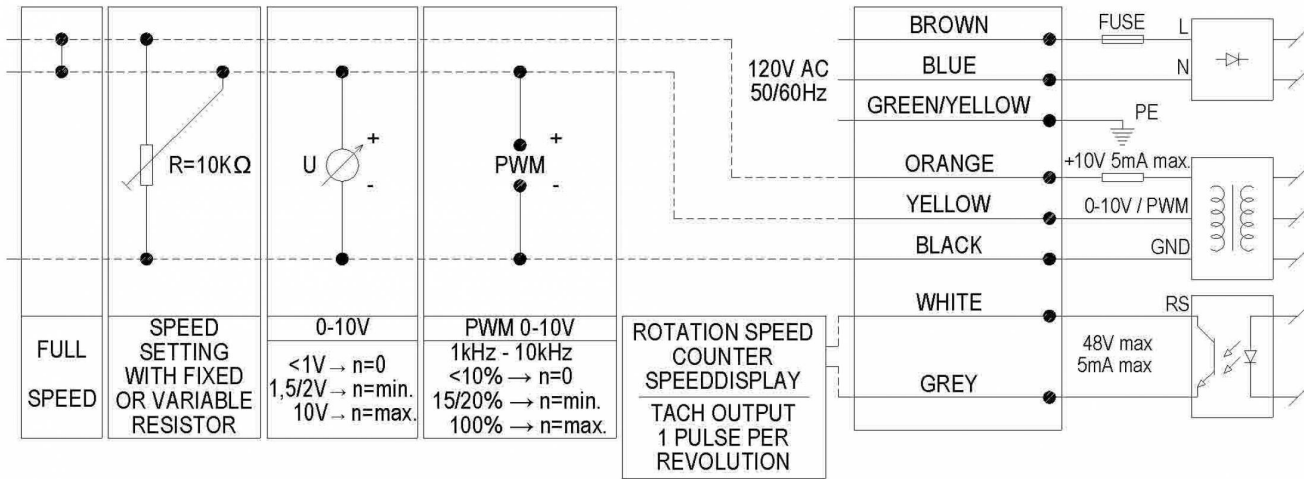 FULL
SPEED
R=10KΩ
SPEED
SETTING
WITH FIXED
OR VARIABLE
RESISTOR
U
+
-
0-10V
<1V→ n=0
1,5/2V→ n=min.
10V→ n=max.
PWM
+
-
PWM 0-10V
1kHz - 10kHz
<10% → n=0
15/20% → n=min.
100% → n=max.
ROTATION SPEED
COUNTER
SPEEDDISPLAY
TACH OUTPUT
1 PULSE PER
REVOLUTION
120V AC
50/60Hz
BROWN
BLUE
GREEN/YELLOW
ORANGE
YELLOW
BLACK
WHITE
GREY
FUSE
L
N
PE
+10V 5mA max.
0-10V / PWM
GND
RS
48V max
5mA max